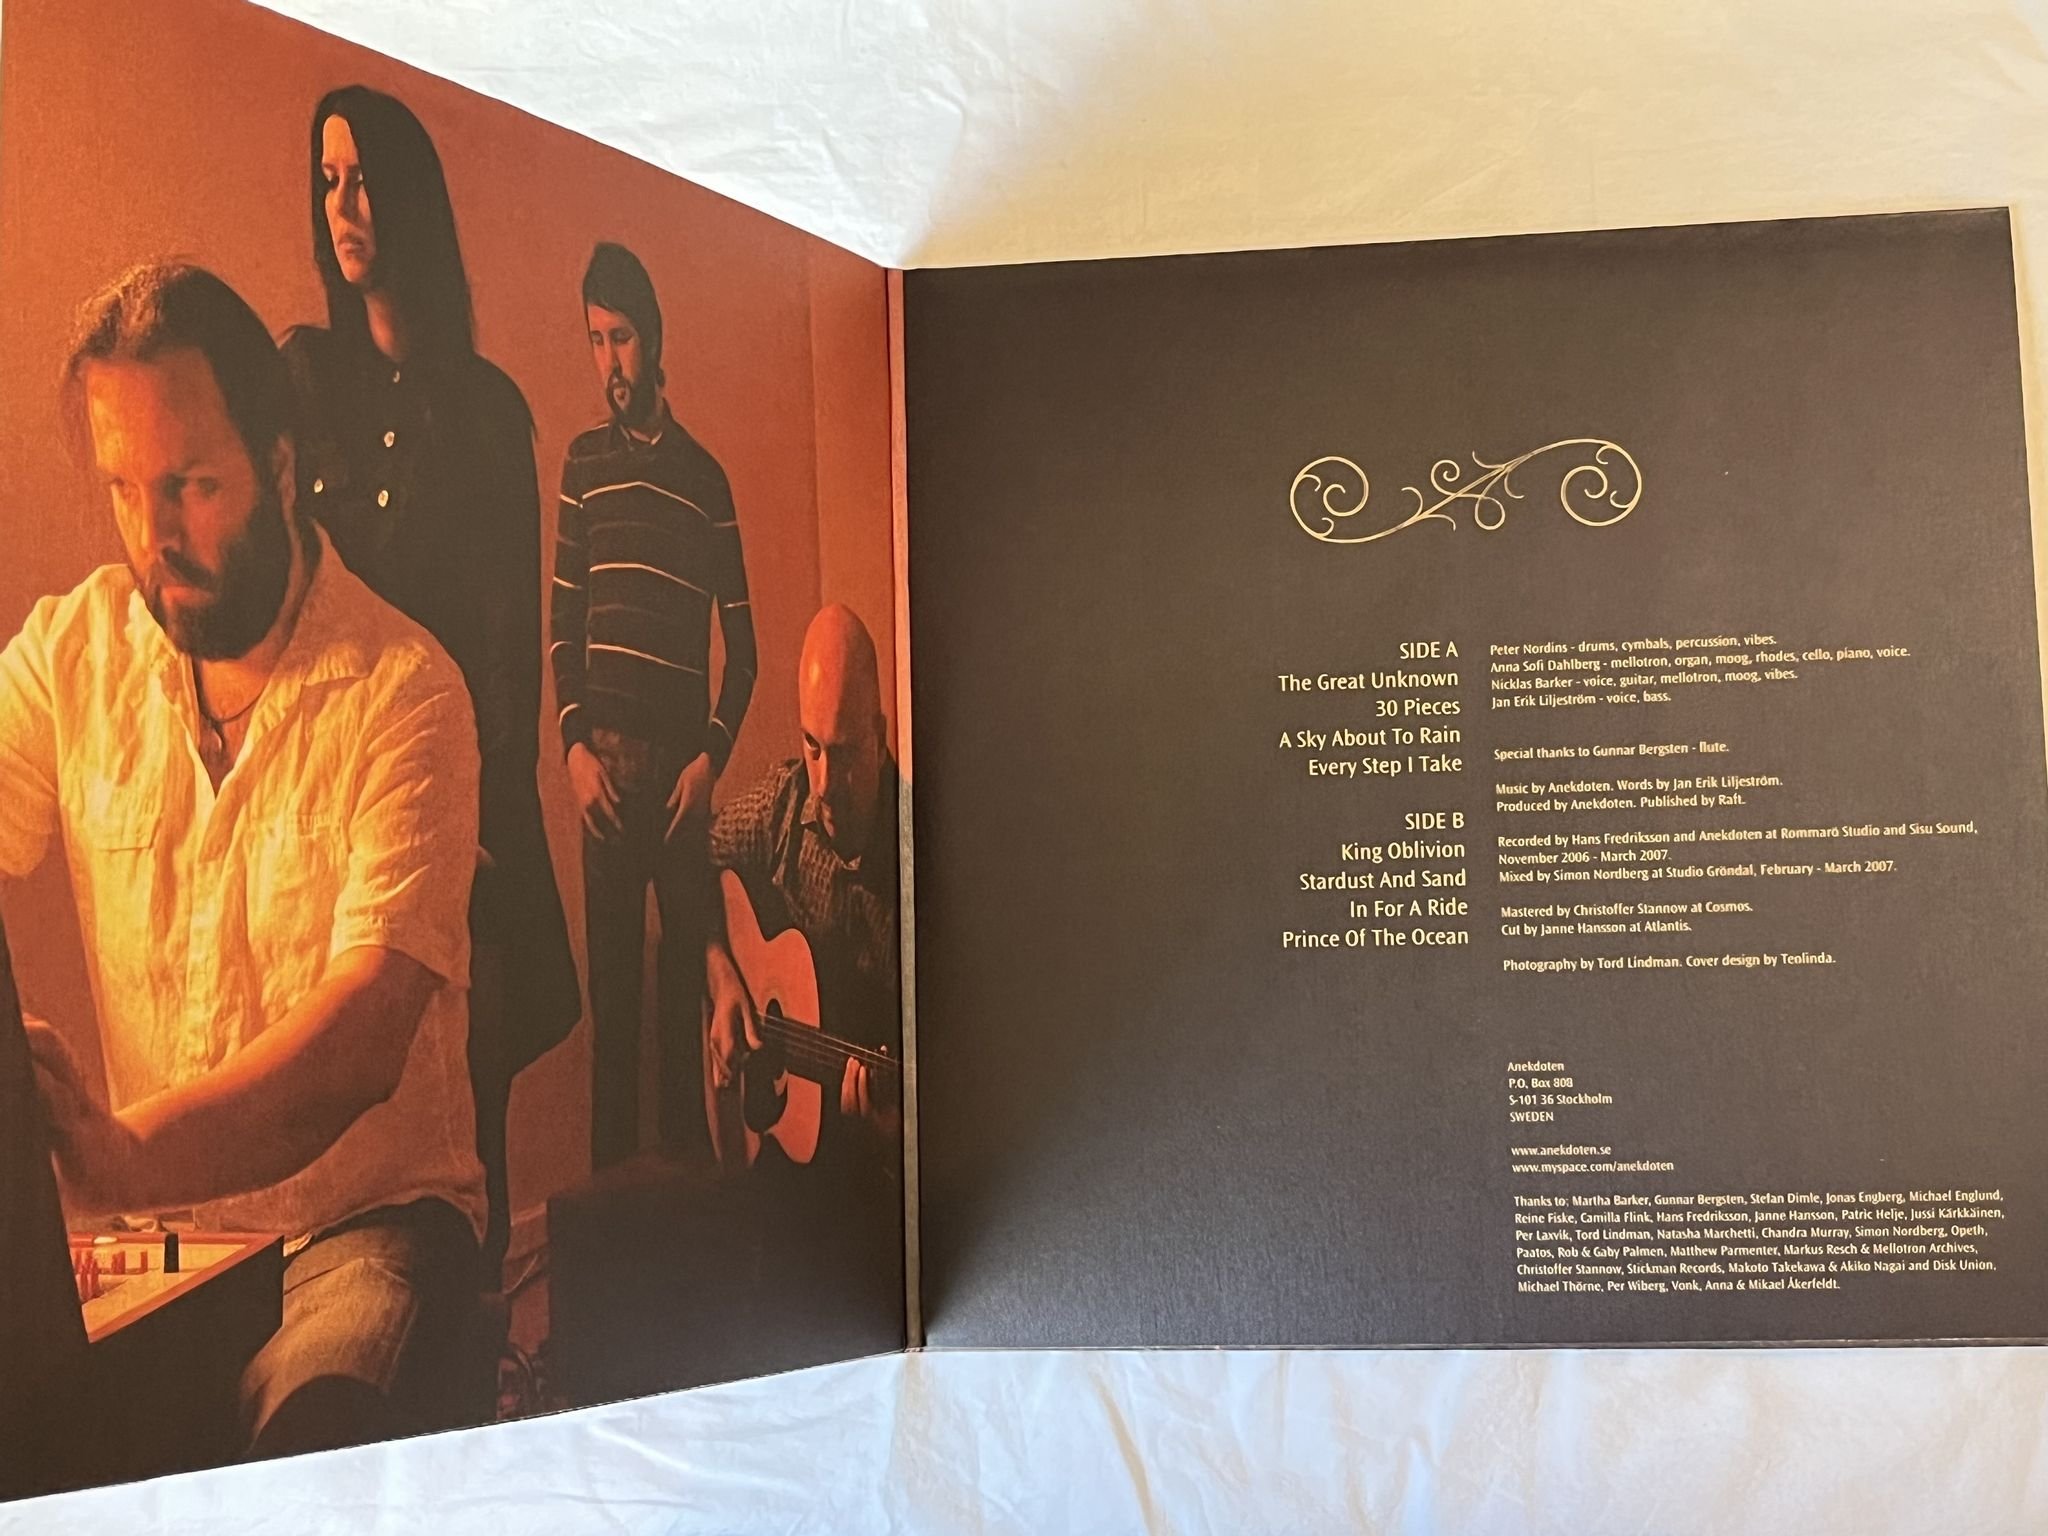 SIDE A
The Great Unknown
30 Pieces
A Sky About To Rain
Every Step I Take
SIDE B
King Oblivion
Stardust And Sand
In For A Ride
Prince Of The Ocean
Peter Nordins - drums, cymbals, percussion, vibes.
Anna Sofi Dahlberg - mellotron, organ, moog, rhodes, cello, piano, voice.
Nicklas Barker - voice, guitar, mellotron, moog, vibes.
Jan Erik Liljeström - voice, bass.
Special thanks to Gunnar Bergsten - flute.
Music by Anekdoten. Words by Jan Erik Liljeström.
Produced by Anekdoten. Published by Raft.
Recorded by Hans Fredriksson and Anekdoten at Rommarö Studio and Sisu Sound,
November 2006 - March 2007.
Mixed by Simon Nordberg at Studio Gröndal, February - March 2007.
Mastered by Christoffer Stannow at Cosmos.
Cut by Janne Hansson at Atlantis.
Photography by Tord Lindman. Cover design by Teolinda.
Anekdoten
P.O. Box 808
S-101 36 Stockholm
SWEDEN
www.anekdoten.se
www.myspace.com/anekdoten
Thanks to: Martha Barker, Gunnar Bergsten, Stefan Dimle, Jonas Engberg, Michael Englund,
Reine Fiske, Camilla Flink, Hans Fredriksson, Janne Hansson, Patric Helje, Jussi Kärkkäinen,
Per Laxvik, Tord Lindman, Natasha Marchetti, Chandra Murray, Simon Nordberg, Opeth,
Paatos, Rob & Gaby Palmen, Matthew Parmenter, Markus Resch & Mellotron Archives,
Christoffer Stannow, Stickman Records, Makoto Takekawa & Akiko Nagai and Disk Union,
Michael Thörne, Per Wiberg, Vonk, Anna & Mikael Åkerfeldt.